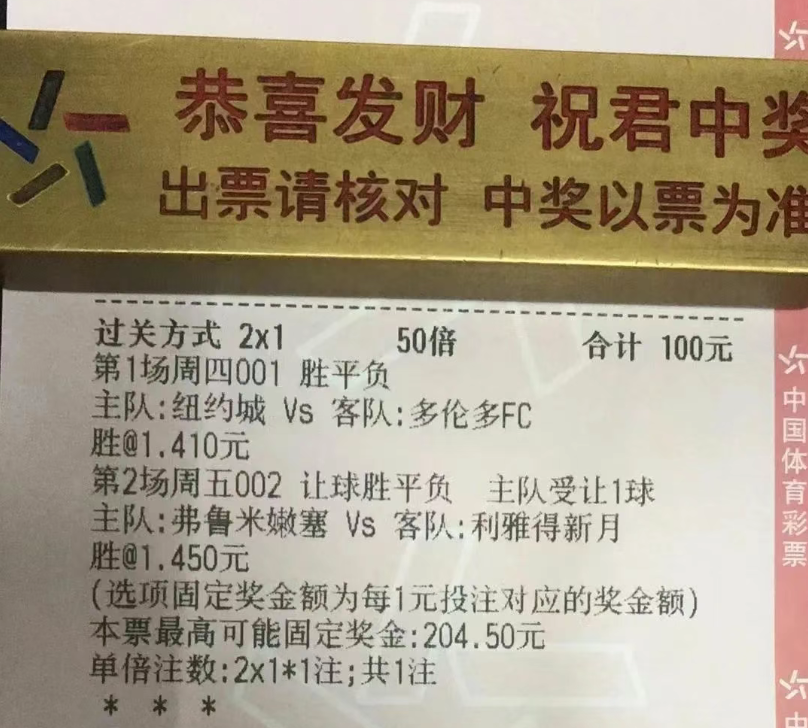 恭喜发财 祝君中奖
出票请核对 中奖以票为准
过关方式 2x1 50倍 合计 100元
第1场周四001 胜平负
主队:纽约城 Vs 客队:多伦多FC
胜@1.410元
第2场周五002 让球胜平负 主队受让1球
主队:弗鲁米嫩塞 Vs 客队:利雅得新月
胜@1.450元
(选项固定奖金额为每1元投注对应的奖金额)
本票最高可能固定奖金:204.50元
单倍注数:2x1*1注;共1注
* * *
中国体育彩票